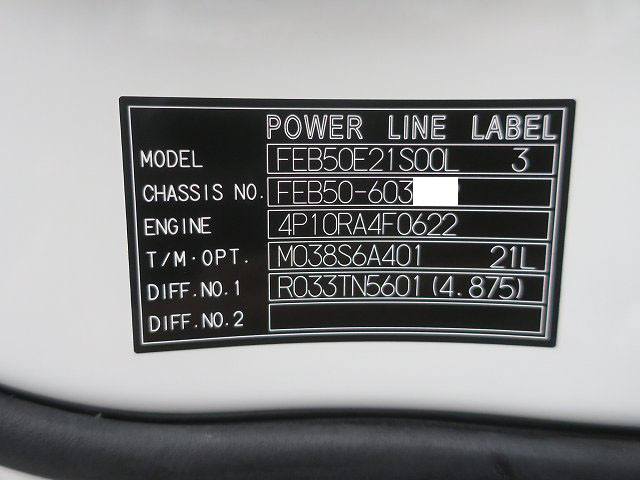 POWER LINE LABEL
MODEL FEB50E21S00L 3
CHASSIS NO. FEB50-603
ENGINE 4P10RA4F0622
T/M·OPT. M038S6A401 21L
DIFF.NO.1 R033TN5601(4.875)
DIFF.NO.2